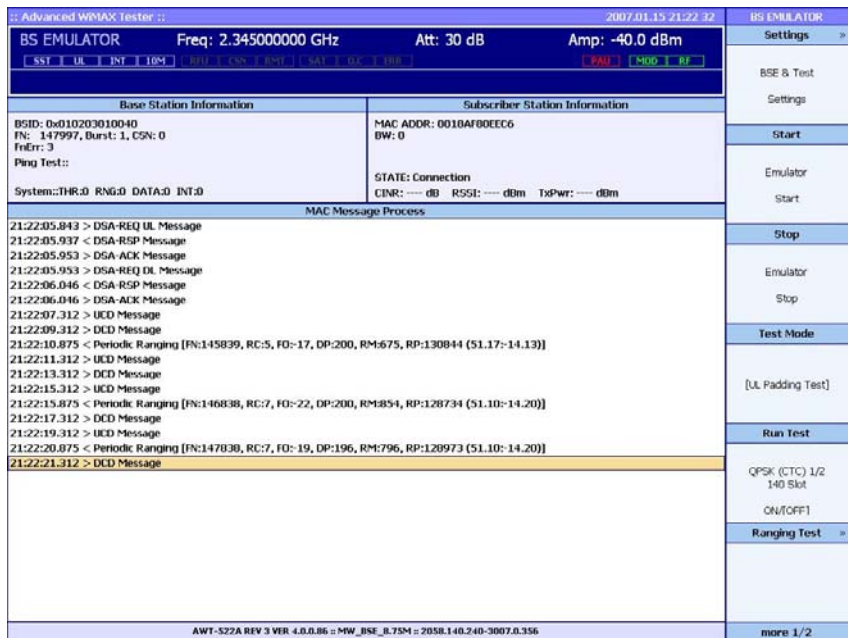 :: Advanced WiMAX Tester :: 2007.01.15 21:22 32
BS EMULATOR Freq: 2.345000000 GHz Att: 30 dB Amp: -40.0 dBm
SST UL INT 10M RFU CSN RMT SAT O.C ERR PAU MOD RF
Base Station Information
BSID: 0x010203010040
FN: 147997, Burst: 1, CSN: 0
FnErr: 3
Ping Test::
System::THR:0 RNG:0 DATA:0 INT:0
Subscriber Station Information
MAC ADDR: 0018AF80EEC6
BW: 0
STATE: Connection
CINR: ---- dB RSSI: ---- dBm TxPwr: ---- dBm
MAC Message Process
21:22:05.843 > DSA-REQ UL Message
21:22:05.937 < DSA-RSP Message
21:22:05.953 > DSA-ACK Message
21:22:05.953 > DSA-REQ DL Message
21:22:06.046 < DSA-RSP Message
21:22:06.046 > DSA-ACK Message
21:22:07.312 > UCD Message
21:22:09.312 > DCD Message
21:22:10.875 < Periodic Ranging [FN:145839, RC:5, FO:-17, DP:200, RM:675, RP:130844 (51.17:-14.13)]
21:22:11.312 > UCD Message
21:22:13.312 > DCD Message
21:22:15.312 > UCD Message
21:22:15.875 < Periodic Ranging [FN:146838, RC:7, FO:-22, DP:200, RM:854, RP:128734 (51.10:-14.20)]
21:22:17.312 > DCD Message
21:22:19.312 > UCD Message
21:22:20.875 < Periodic Ranging [FN:147838, RC:7, FO:-19, DP:196, RM:796, RP:128973 (51.10:-14.20)]
21:22:21.312 > DCD Message
AWT-S22A REV 3 VER 4.0.0.86 :: MW_BSE_8.75M :: 2058.140.240-3007.0.356
BS EMULATOR
Settings »
BSE & Test
Settings
Start
Emulator
Start
Stop
Emulator
Stop
Test Mode
[UL Padding Test]
Run Test
QPSK (CTC) 1/2
140 Slot
ON/[OFF]
Ranging Test »
more 1/2